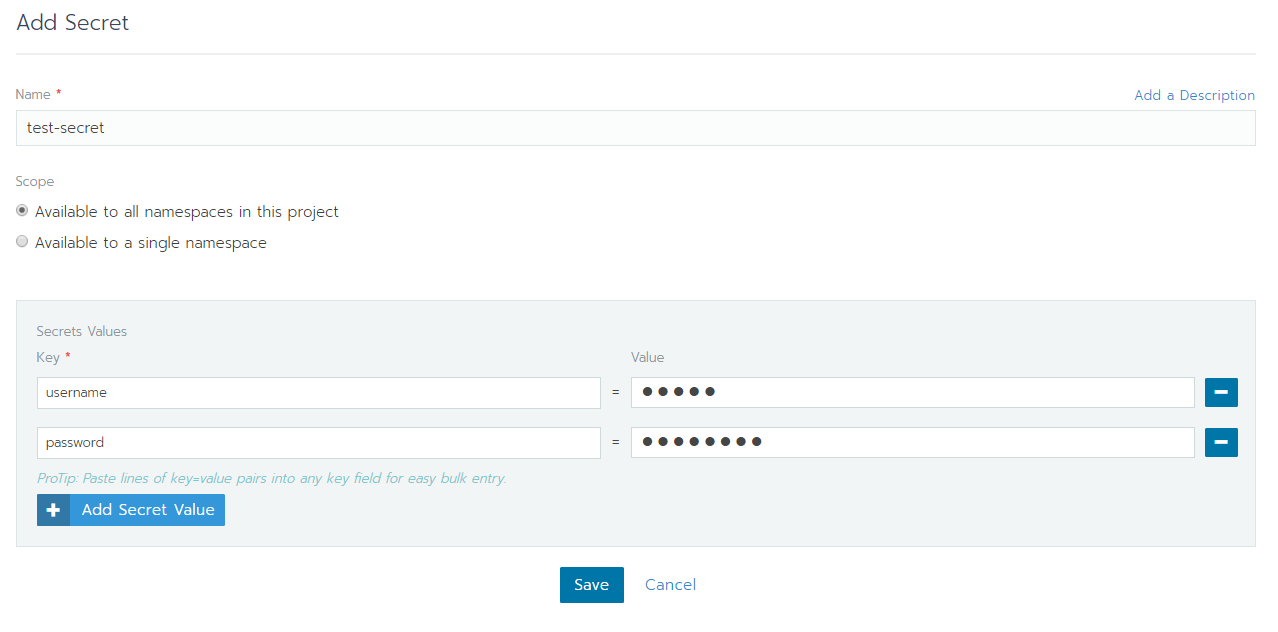 Add Secret
Name *
Add a Description
test-secret
Scope
Available to all namespaces in this project
Available to a single namespace
Secrets Values
Key *
Value
username = ●●●●●
password = ●●●●●●●●
ProTip: Paste lines of key=value pairs into any key field for easy bulk entry.
Add Secret Value
Save
Cancel